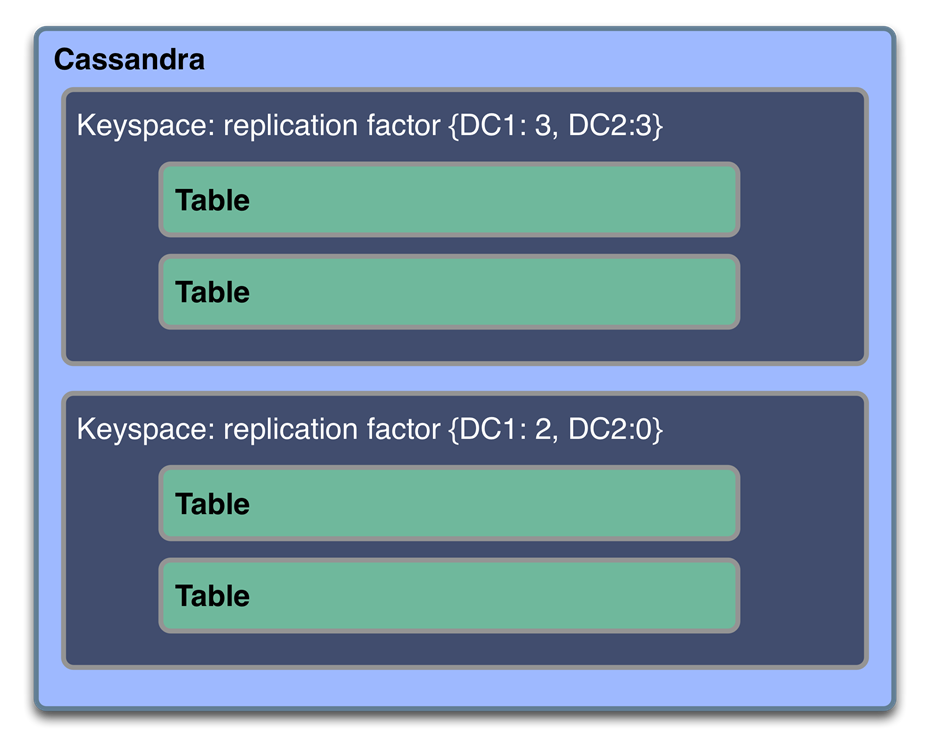 Cassandra
Keyspace: replication factor {DC1: 3, DC2:3}
Table
Table
Keyspace: replication factor {DC1: 2, DC2:0}
Table
Table